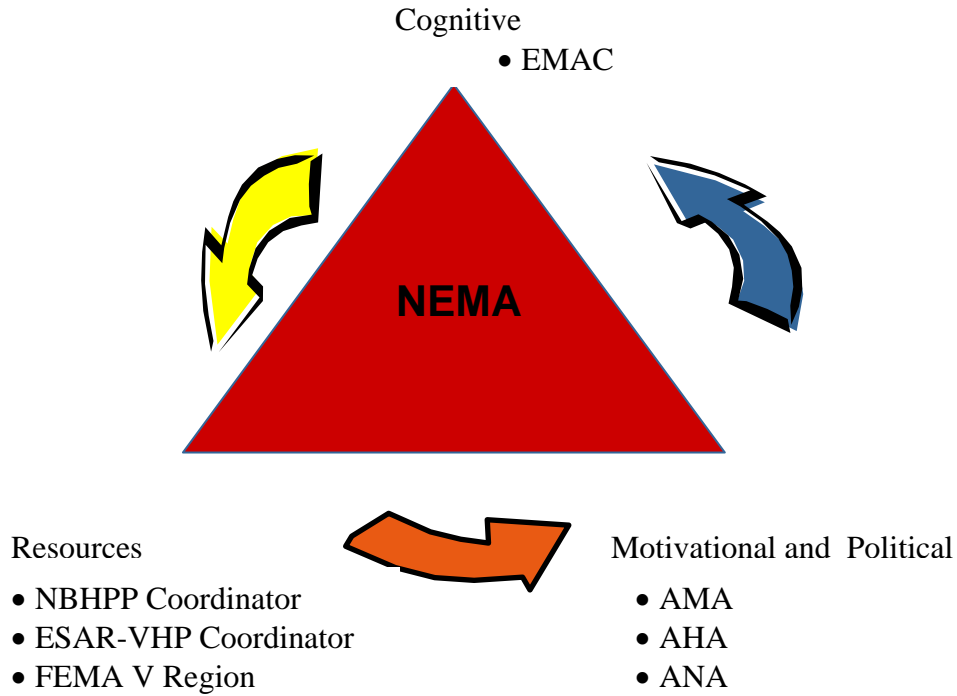 Cognitive
• EMAC
NEMA
Resources
• NBHPP Coordinator
• ESAR-VHP Coordinator
• FEMA V Region
Motivational and Political
• AMA
• AHA
• ANA